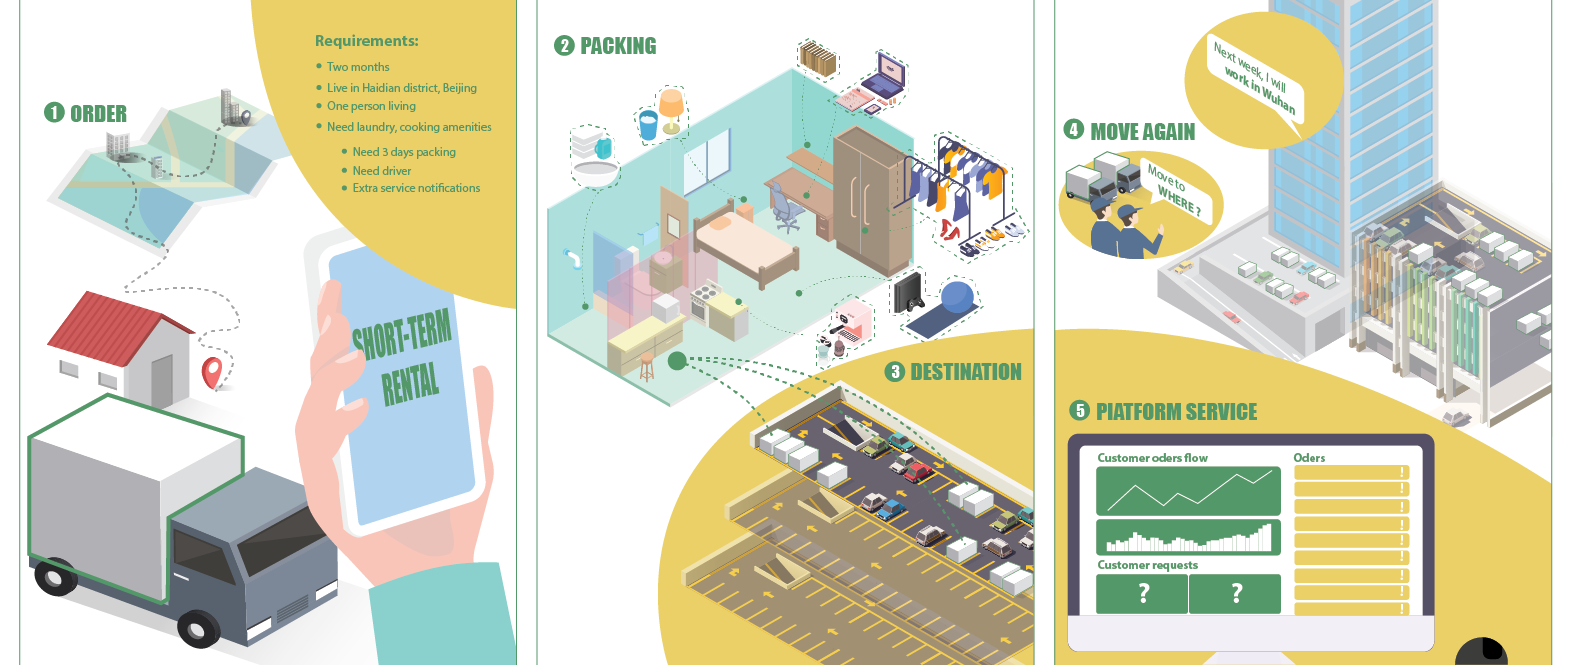 1 ORDER
Requirements:
• Two months
• Live in Haidian district, Beijing
• One person living
• Need laundry, cooking amenities
• Need 3 days packing
• Need driver
• Extra service notifications
SHORT-TERM
RENTAL
2 PACKING
3 DESTINATION
Next week, I will
work in Wuhan
4 MOVE AGAIN
Move to
WHERE ?
5 PIATFORM SERVICE
Customer oders flow
Oders
!
!
!
!
!
!
!
!
!
Customer requests
? ?